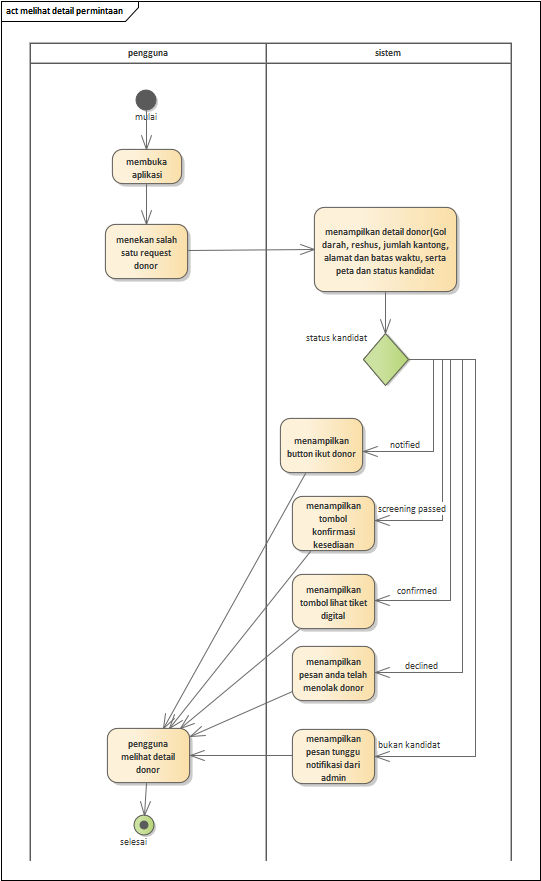 act melihat detail permintaan
pengguna
sistem
mulai
membuka
aplikasi
menekan salah
satu request
donor
menampilkan detail donor(Gol
darah, reshus, jumlah kantong,
alamat dan batas waktu, serta
peta dan status kandidat
status kandidat
menampilkan
button ikut donor
notified
menampilkan
tombol
konfirmasi
kesediaan
screening passed
menampilkan
tombol lihat tiket
digital
confirmed
menampilkan
pesan anda telah
menolak donor
declined
menampilkan
pesan tunggu
notifikasi dari
admin
bukan kandidat
pengguna
melihat detail
donor
selesai